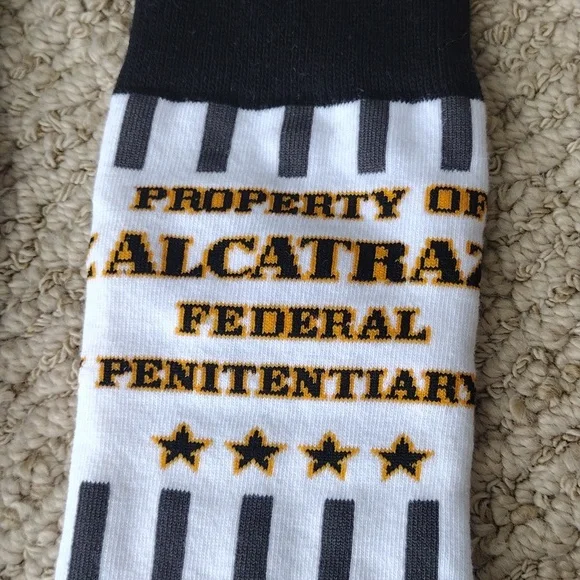 PROPERTY OF
ALCATRAZ
FEDERAL
PENITENTIARY